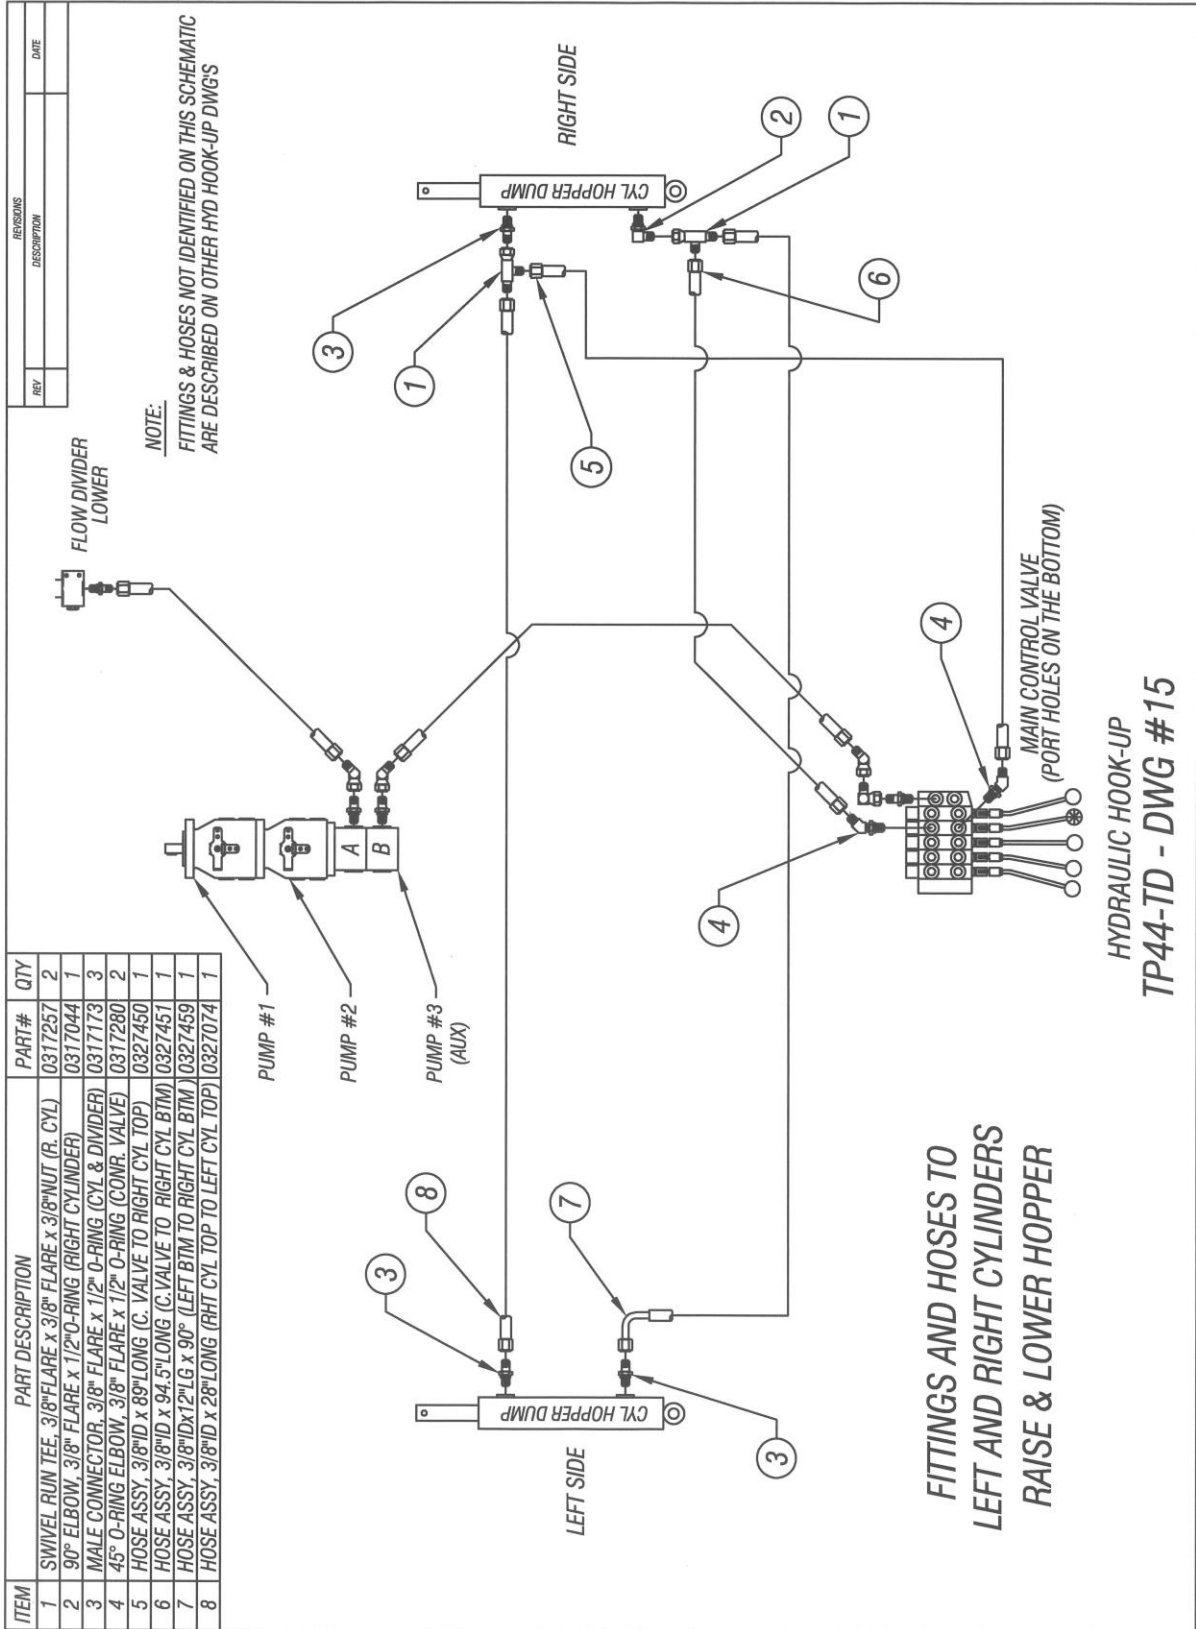 ITEM PART DESCRIPTION PART# QTY
1 SWIVEL RUN TEE, 3/8"FLARE x 3/8" FLARE x 3/8"NUT (R. CYL) 0317257 2
2 90° ELBOW, 3/8" FLARE x 1/2"O-RING (RIGHT CYLINDER) 0317044 1
3 MALE CONNECTOR, 3/8" FLARE x 1/2" O-RING (CYL & DIVIDER) 0317173 3
4 45° O-RING ELBOW, 3/8" FLARE x 1/2" O-RING (CONR. VALVE) 0317280 2
5 HOSE ASSY, 3/8"ID x 89"LONG (C. VALVE TO RIGHT CYL TOP) 0327450 1
6 HOSE ASSY, 3/8"ID x 94.5"LONG (C.VALVE TO RIGHT CYL BTM) 0327451 1
7 HOSE ASSY, 3/8"IDx12"LG x 90° (LEFT BTM TO RIGHT CYL BTM ) 0327459 1
8 HOSE ASSY, 3/8"ID x 28"LONG (RHT CYL TOP TO LEFT CYL TOP) 0327074 1
REVISIONS
REV DESCRIPTION DATE
FLOW DIVIDER
LOWER
NOTE:
FITTINGS & HOSES NOT IDENTIFIED ON THIS SCHEMATIC
ARE DESCRIBED ON OTHER HYD HOOK-UP DWG'S
PUMP #1
PUMP #2
PUMP #3
(AUX)
A
B
LEFT SIDE
CYL HOPPER DUMP
3
8
7
3
RIGHT SIDE
CYL HOPPER DUMP
3
1
5
2
1
6
4
4
MAIN CONTROL VALVE
(PORT HOLES ON THE BOTTOM)
FITTINGS AND HOSES TO
LEFT AND RIGHT CYLINDERS
RAISE & LOWER HOPPER
HYDRAULIC HOOK-UP
TP44-TD - DWG #15